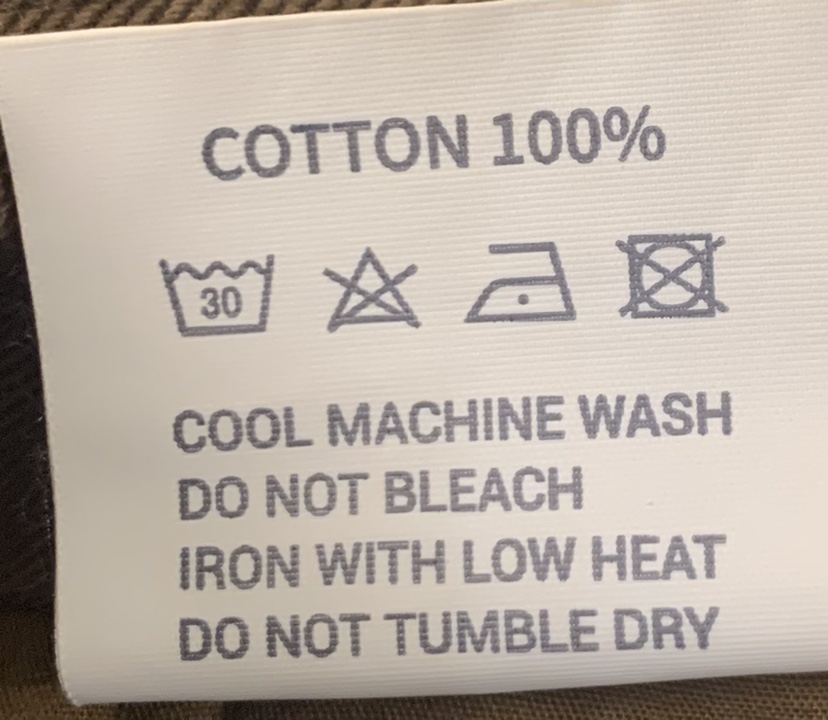 COTTON 100%
30
COOL MACHINE WASH
DO NOT BLEACH
IRON WITH LOW HEAT
DO NOT TUMBLE DRY